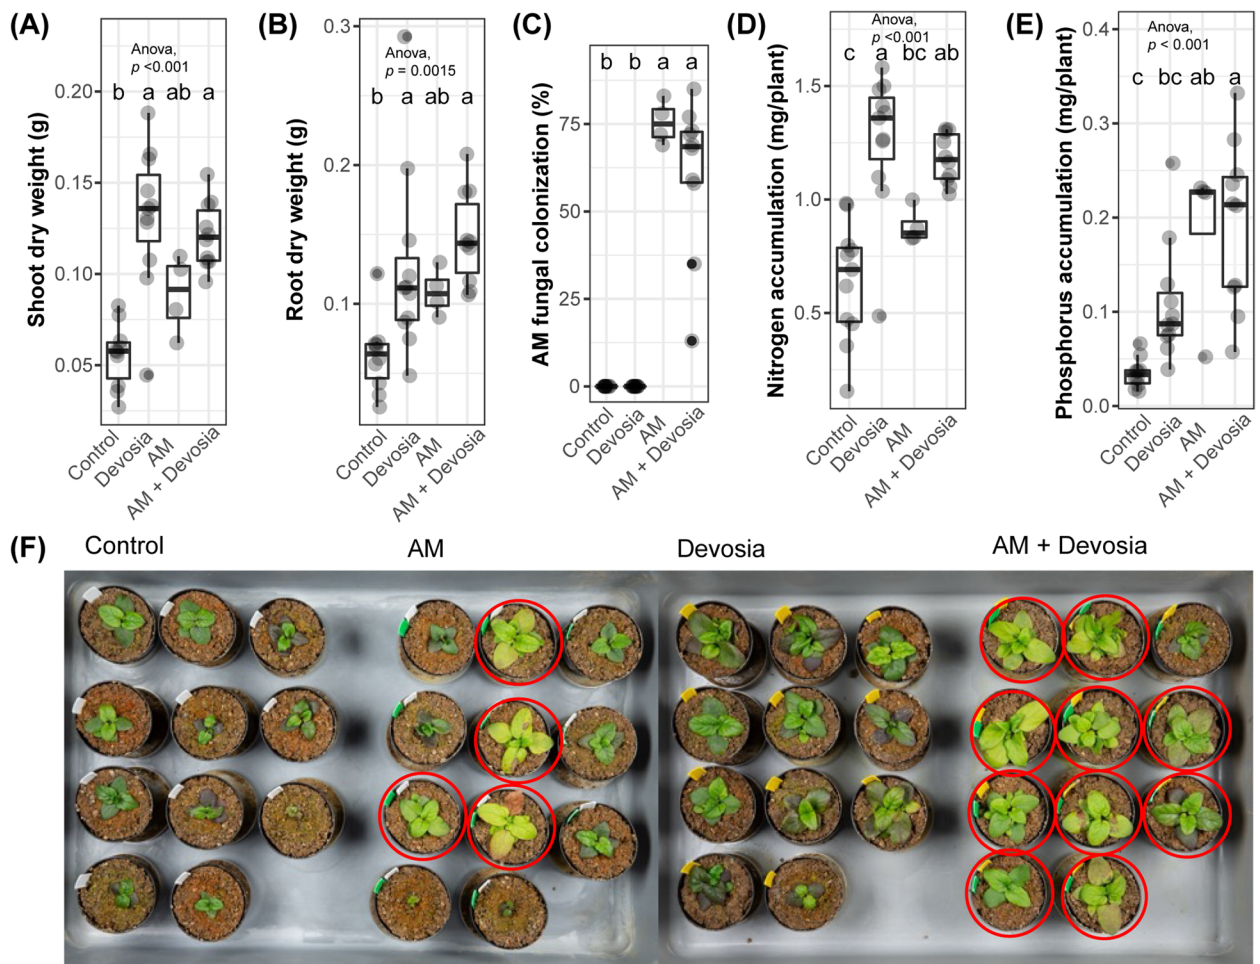 (A)
Shoot dry weight (g)
Anova,
p <0.001
b a ab a
0.20
0.15
0.10
0.05
Control
Devosia
AM
AM + Devosia
(B)
Root dry weight (g)
Anova,
p = 0.0015
b a ab a
0.3
0.2
0.1
Control
Devosia
AM
AM + Devosia
(C)
AM fungal colonization (%)
b b a a
75
50
25
0
Control
Devosia
AM
AM + Devosia
(D)
Nitrogen accumulation (mg/plant)
Anova,
p <0.001
c a bc ab
1.5
1.0
0.5
Control
Devosia
AM
AM + Devosia
(E)
Phosphorus accumulation (mg/plant)
Anova,
p < 0.001
c bc ab a
0.4
0.3
0.2
0.1
0.0
Control
Devosia
AM
AM + Devosia
(F)
Control AM Devosia AM + Devosia